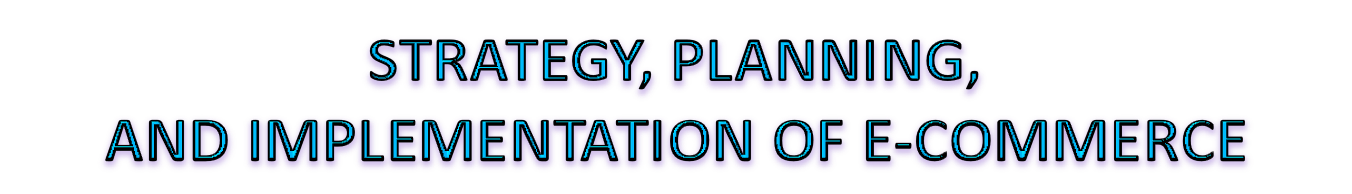 STRATEGY, PLANNING,
AND IMPLEMENTATION OF E-COMMERCE